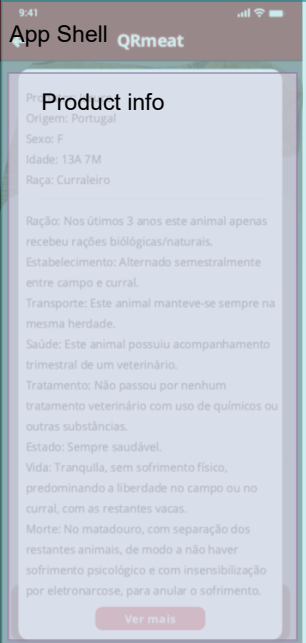 9:41
App Shell
QRmeat
Product info
Origem: Portugal
Sexo: F
Idade: 13A 7M
Raça: Curraleiro
Ração: Nos útimos 3 anos este animal apenas
recebeu rações biólógicas/naturais.
Estabelecimento: Alternado semestralmente
entre campo e curral.
Transporte: Este animal manteve-se sempre na
mesma herdade.
Saúde: Este animal possuiu acompanhamento
trimestral de um veterinário.
Tratamento: Não passou por nenhum
tratamento veterinário com uso de químicos ou
outras substâncias.
Estado: Sempre saudável.
Vida: Tranquila, sem sofrimento físico,
predominando a liberdade no campo ou no
curral, com as restantes vacas.
Morte: No matadouro, com separação dos
restantes animais, de modo a não haver
sofrimento psicológico e com insensibilização
por eletronarcose, para anular o sofrimento.
Ver mais